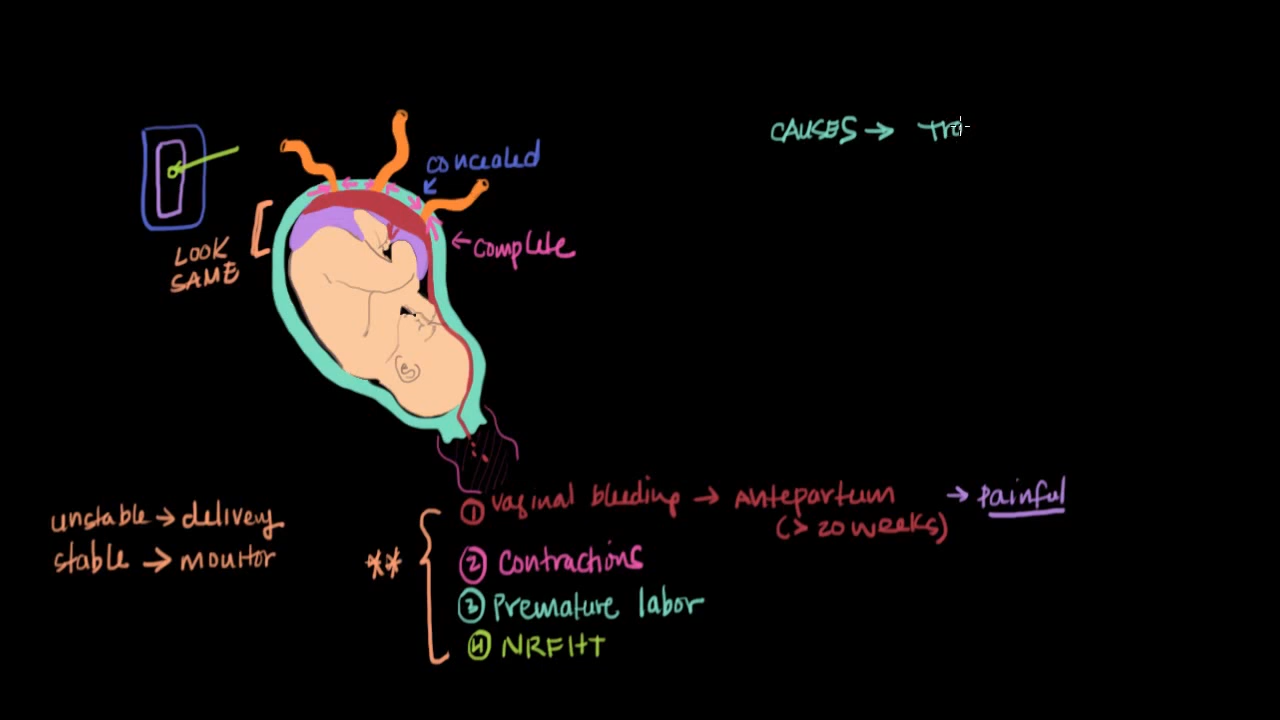 CAUSES → tra
concealed
← complete
LOOK
SAME
① vaginal bleeding → Antepartum → painful
(> 20 weeks)
unstable → delivery
stable → monitor
** ② contractions
③ Premature labor
④ NRFHT